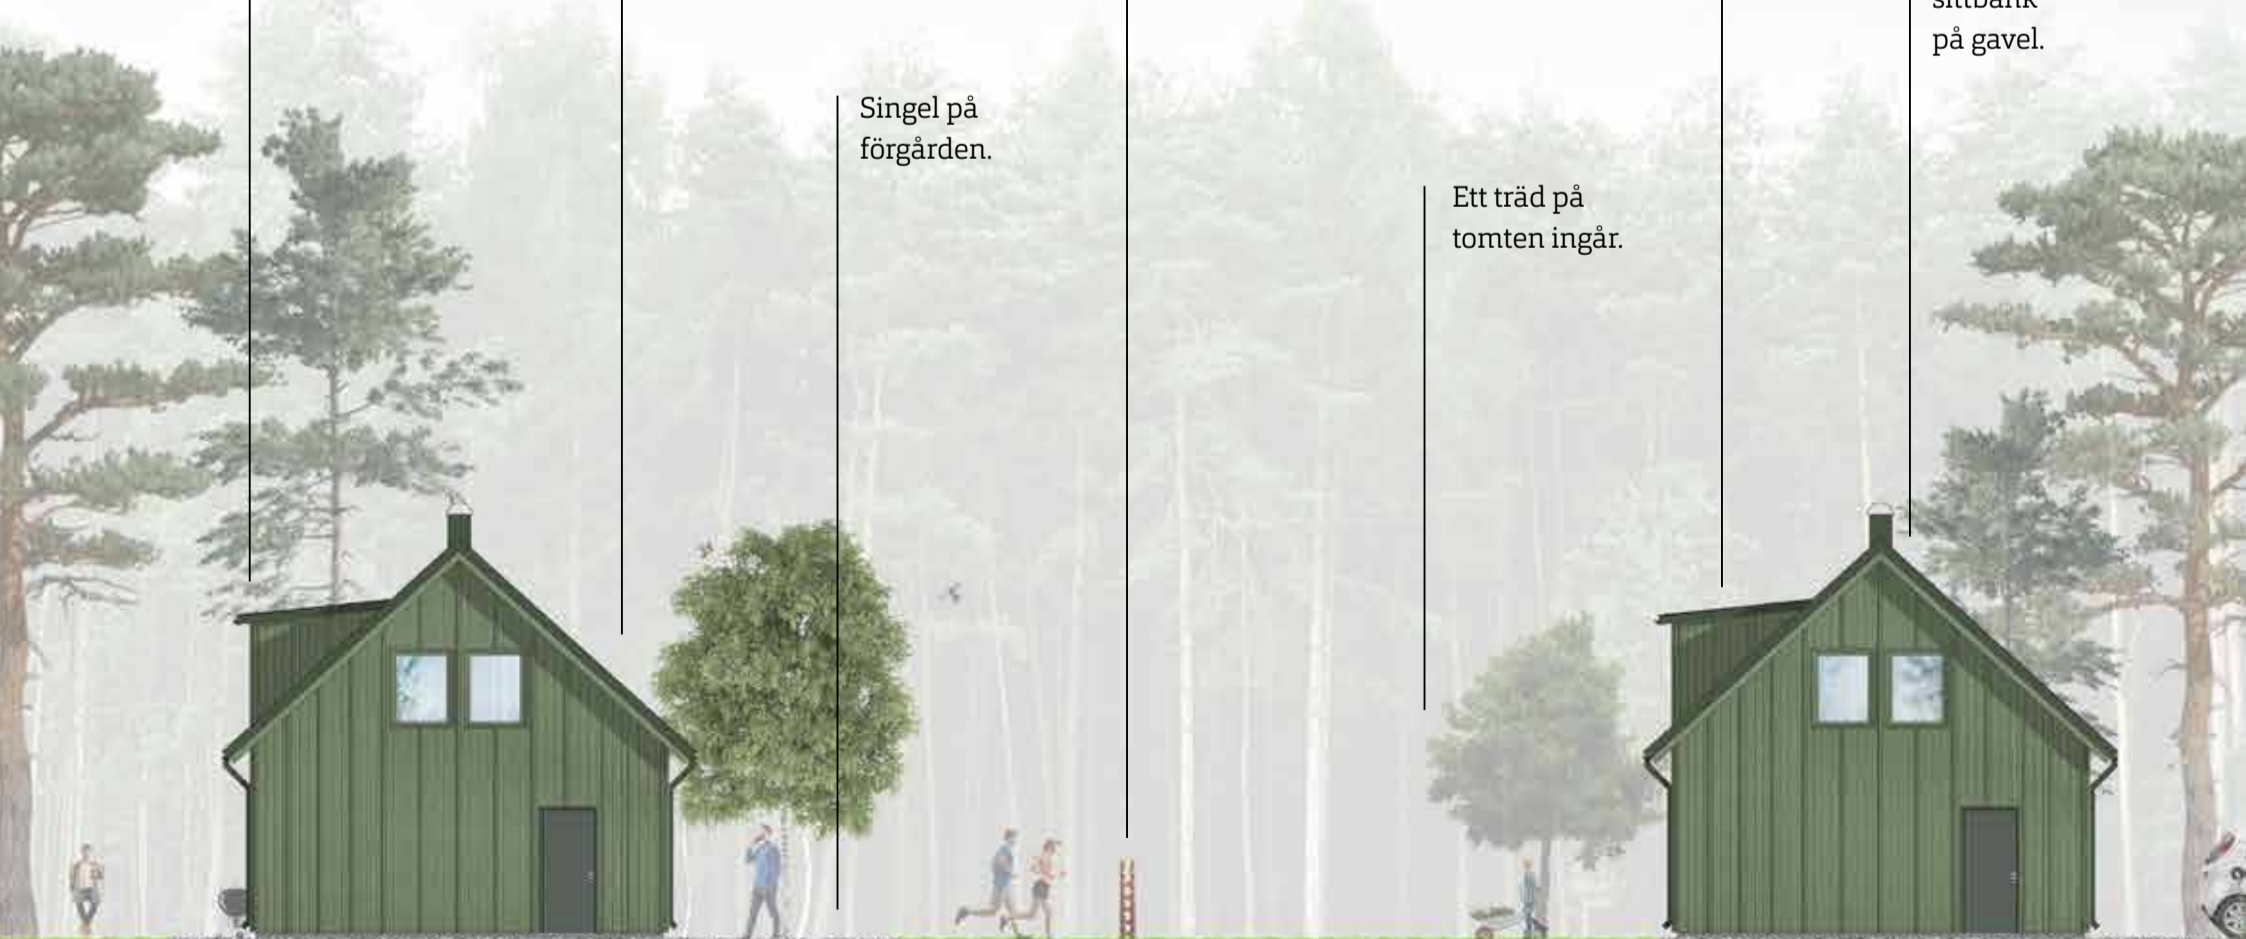 på gavel.
Singel på
förgården.
Ett träd på
tomten ingår.